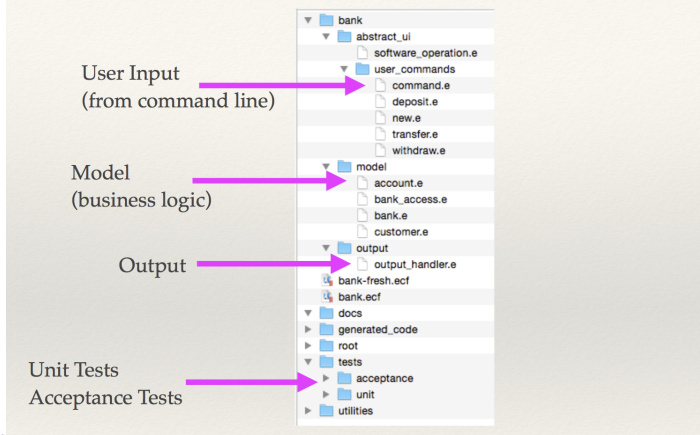 bank
abstract_ui
software_operation.e
user_commands
User Input
(from command line)
command.e
deposit.e
new.e
transfer.e
withdraw.e
model
Model
(business logic)
account.e
bank_access.e
bank.e
customer.e
output
Output
output_handler.e
bank-fresh.ecf
bank.ecf
docs
generated_code
root
tests
Unit Tests
Acceptance Tests
acceptance
unit
utilities